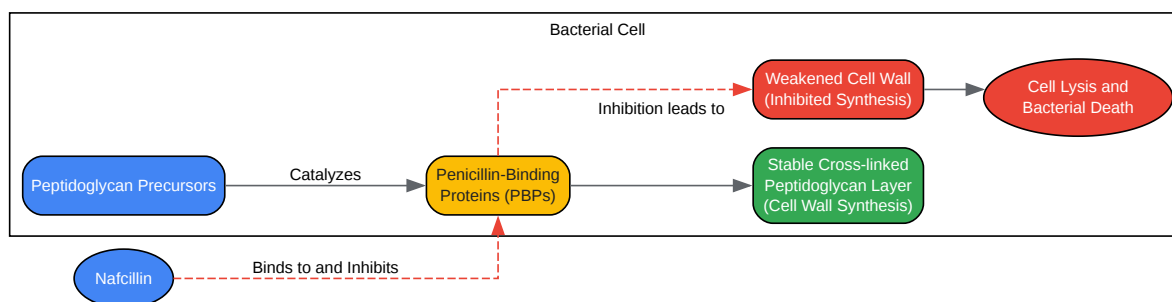 Bacterial Cell
Weakened Cell Wall
(Inhibited Synthesis)
Cell Lysis and
Bacterial Death
Inhibition leads to
Peptidoglycan Precursors
Catalyzes
Penicillin-Binding
Proteins (PBPs)
Stable Cross-linked
Peptidoglycan Layer
(Cell Wall Synthesis)
Nafcillin
Binds to and Inhibits